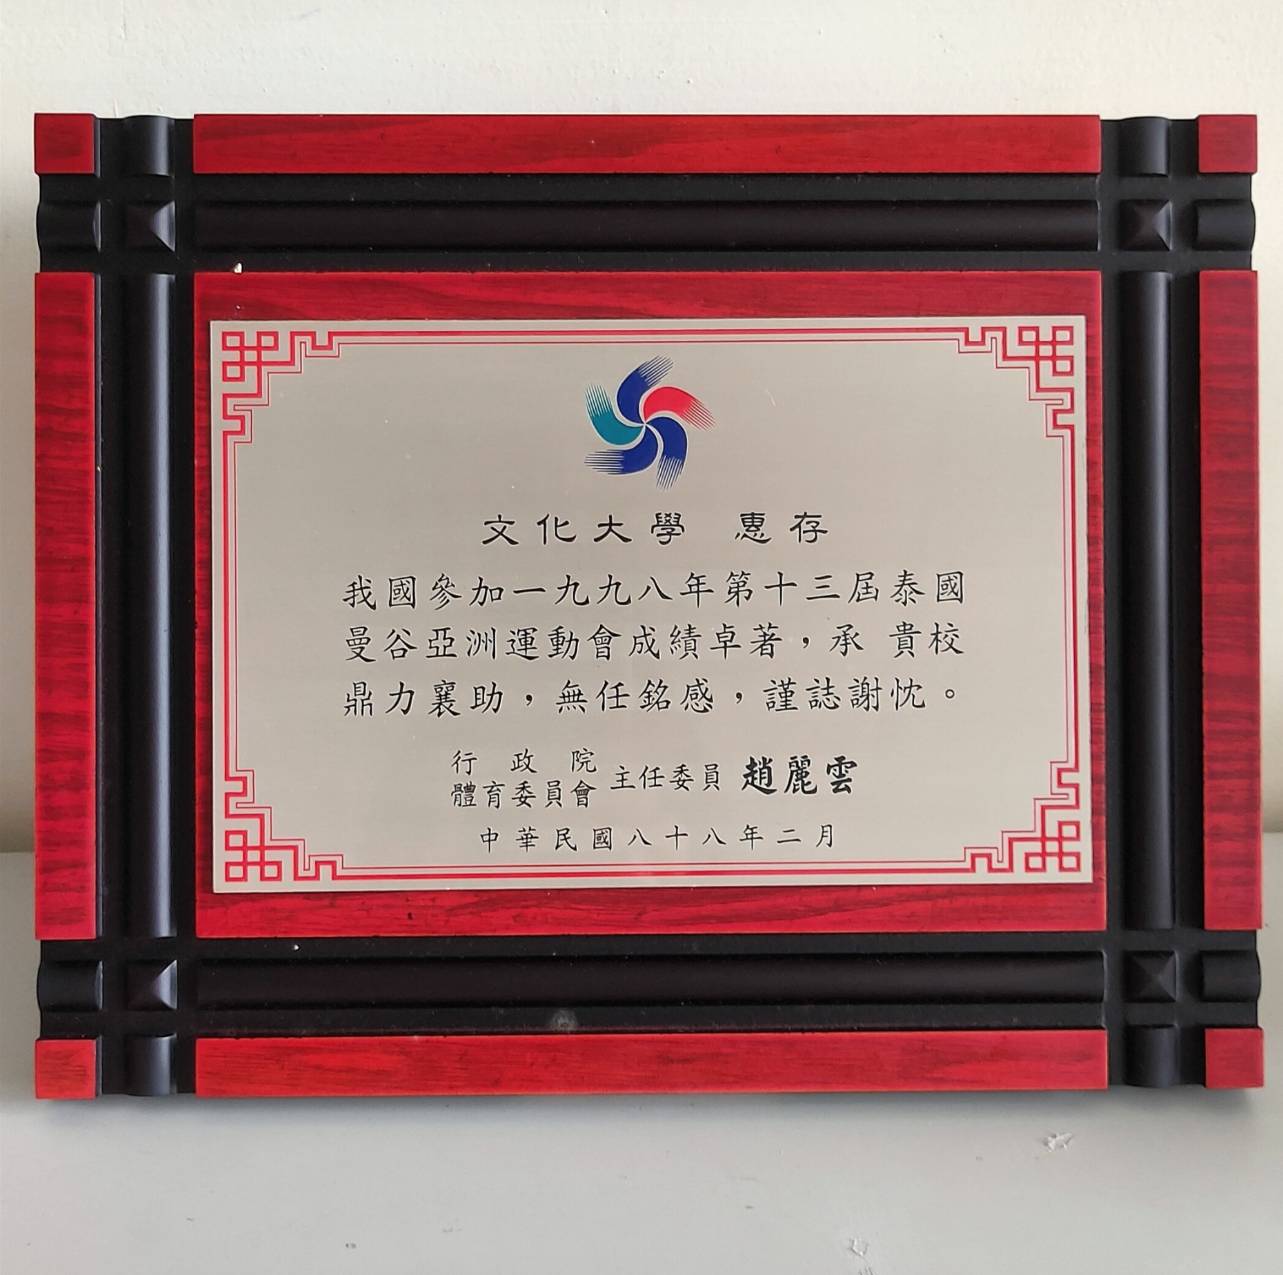 文化大學 惠存
我國參加一九九八年第十三屆泰國
曼谷亞洲運動會成績卓著，承 貴校
鼎力襄助，無任銘感，謹誌謝忱。
行政院
體育委員會 主任委員 趙麗雲
中華民國八十八年二月